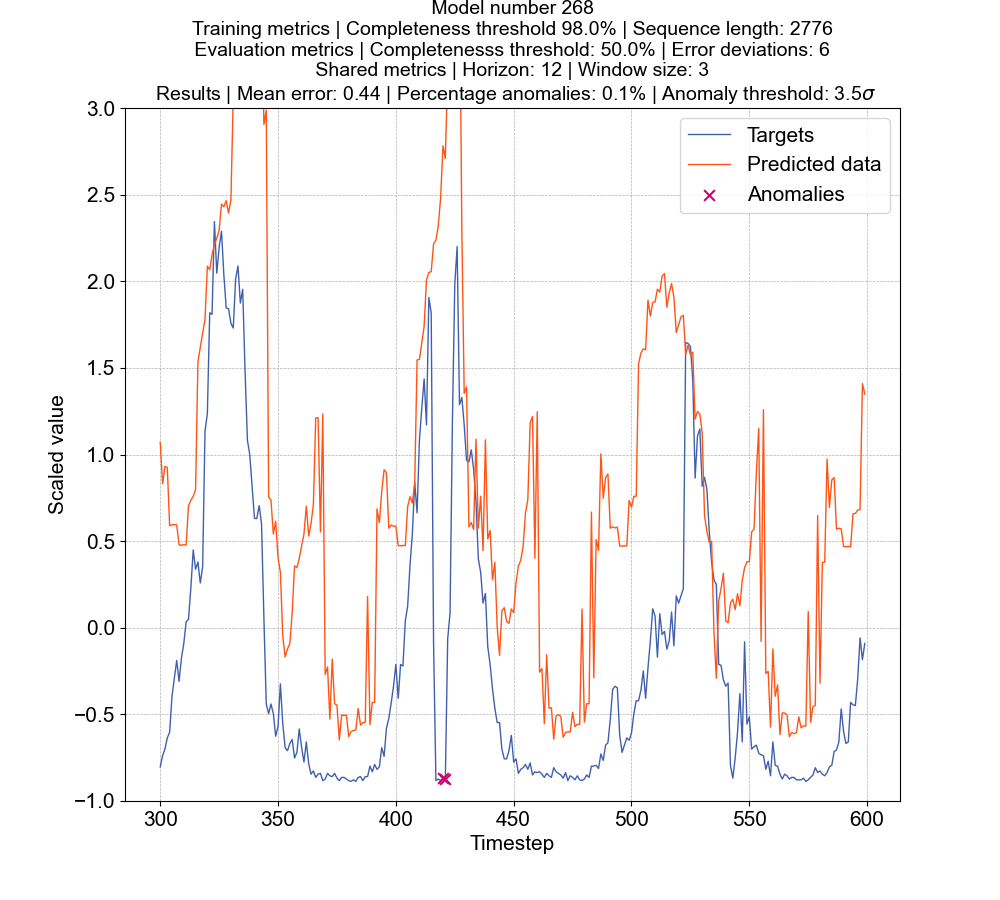 Model number 268
Training metrics | Completeness threshold 98.0% | Sequence length: 2776
Evaluation metrics | Completenesss threshold: 50.0% | Error deviations: 6
Shared metrics | Horizon: 12 | Window size: 3
Results | Mean error: 0.44 | Percentage anomalies: 0.1% | Anomaly threshold: 3.5σ
3.0
2.5
2.0
1.5
1.0
0.5
0.0
−0.5
−1.0
Scaled value
Targets
Predicted data
Anomalies
300 350 400 450 500 550 600
Timestep